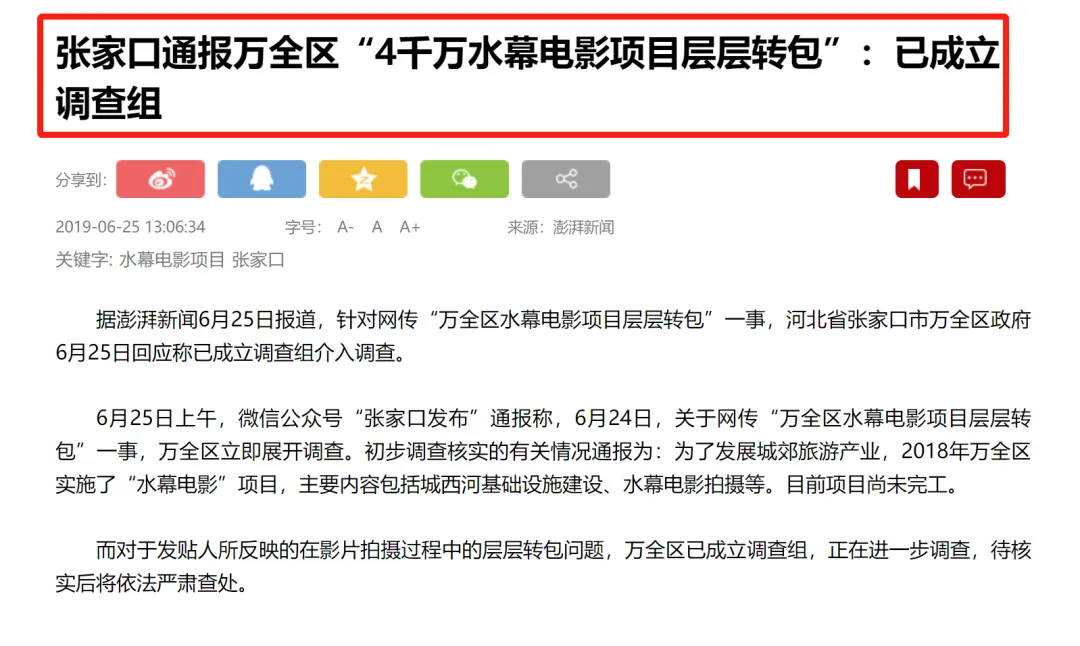 张家口通报万全区“4千万水幕电影项目层层转包”：已成立
调查组
分享到：
2019-06-25 13:06:34 字号： A- A A+ 来源：澎湃新闻
关键字: 水幕电影项目 张家口
据澎湃新闻6月25日报道，针对网传“万全区水幕电影项目层层转包”一事，河北省张家口市万全区政府
6月25日回应称已成立调查组介入调查。
6月25日上午，微信公众号“张家口发布”通报称，6月24日，关于网传“万全区水幕电影项目层层转
包”一事，万全区立即展开调查。初步调查核实的有关情况通报为：为了发展城郊旅游产业，2018年万全区
实施了“水幕电影”项目，主要内容包括城西河基础设施建设、水幕电影拍摄等。目前项目尚未完工。
而对于发贴人所反映的在影片拍摄过程中的层层转包问题，万全区已成立调查组，正在进一步调查，待核
实后将依法严肃查处。